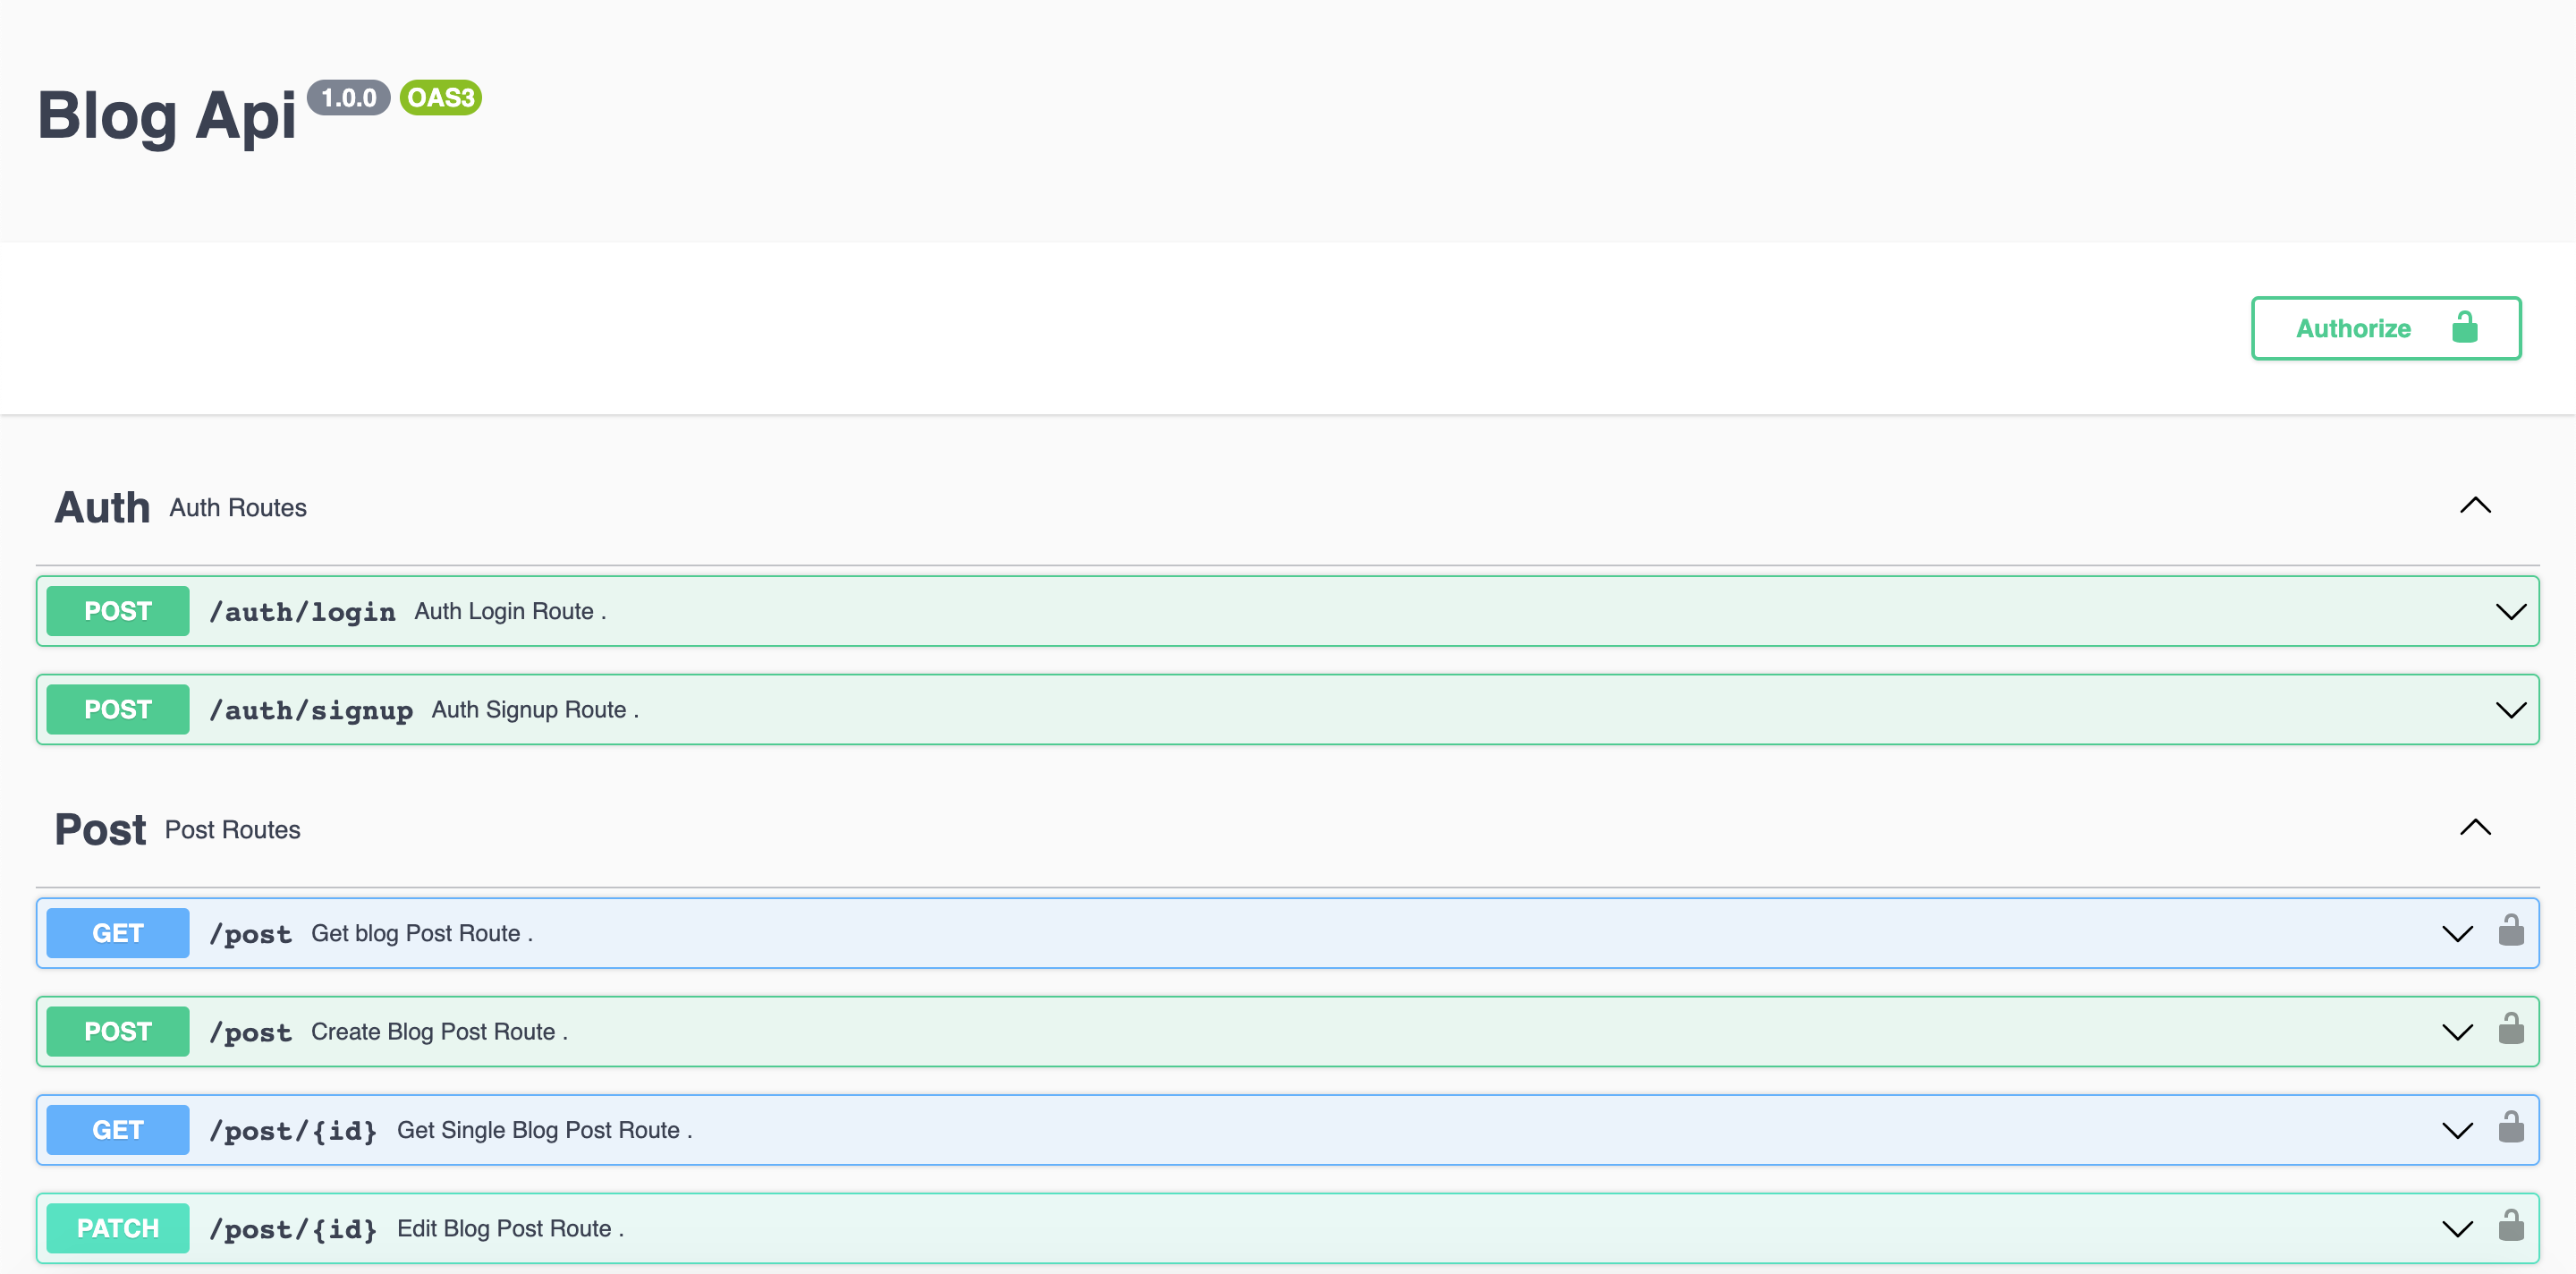 Blog Api 1.0.0 OAS3
Authorize
Auth Auth Routes
POST /auth/login Auth Login Route .
POST /auth/signup Auth Signup Route .
Post Post Routes
GET /post Get blog Post Route .
POST /post Create Blog Post Route .
GET /post/{id} Get Single Blog Post Route .
PATCH /post/{id} Edit Blog Post Route .